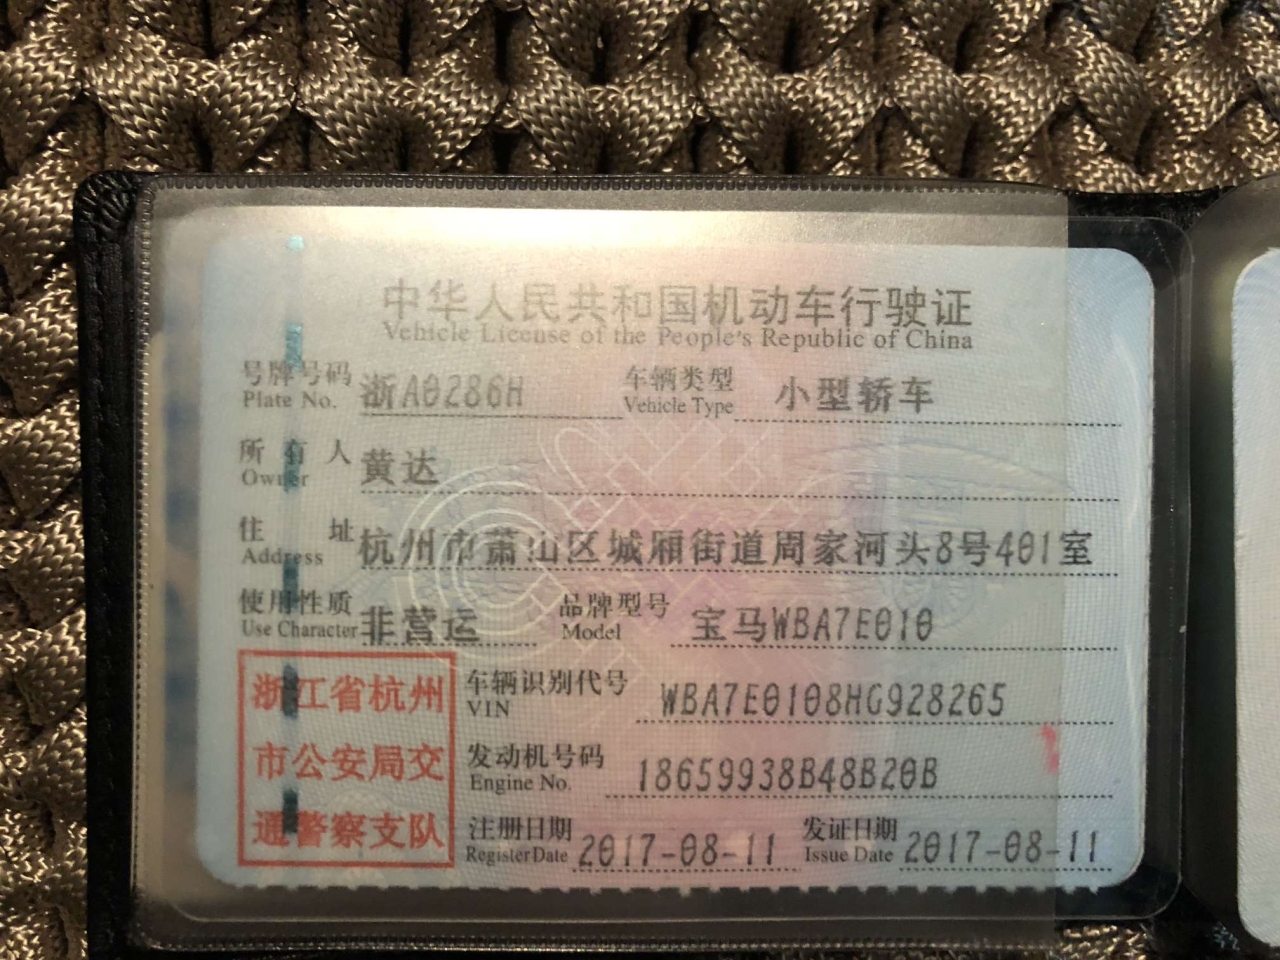 中华人民共和国机动车行驶证
Vehicle License of the People's Republic of China
号牌号码 浙A0286H 车辆类型 小型轿车
Plate No. Vehicle Type
所有人 黄达
Owner
住址 杭州市萧山区城厢街道周家河头8号401室
Address
使用性质 非营运 品牌型号 宝马WBA7E010
Use Character Model
浙江省杭州
市公安局交
通警察支队
车辆识别代号 WBA7E0108HG928265
VIN
发动机号码 18659938B48B20B
Engine No.
注册日期 2017-08-11 发证日期 2017-08-11
Register Date Issue Date